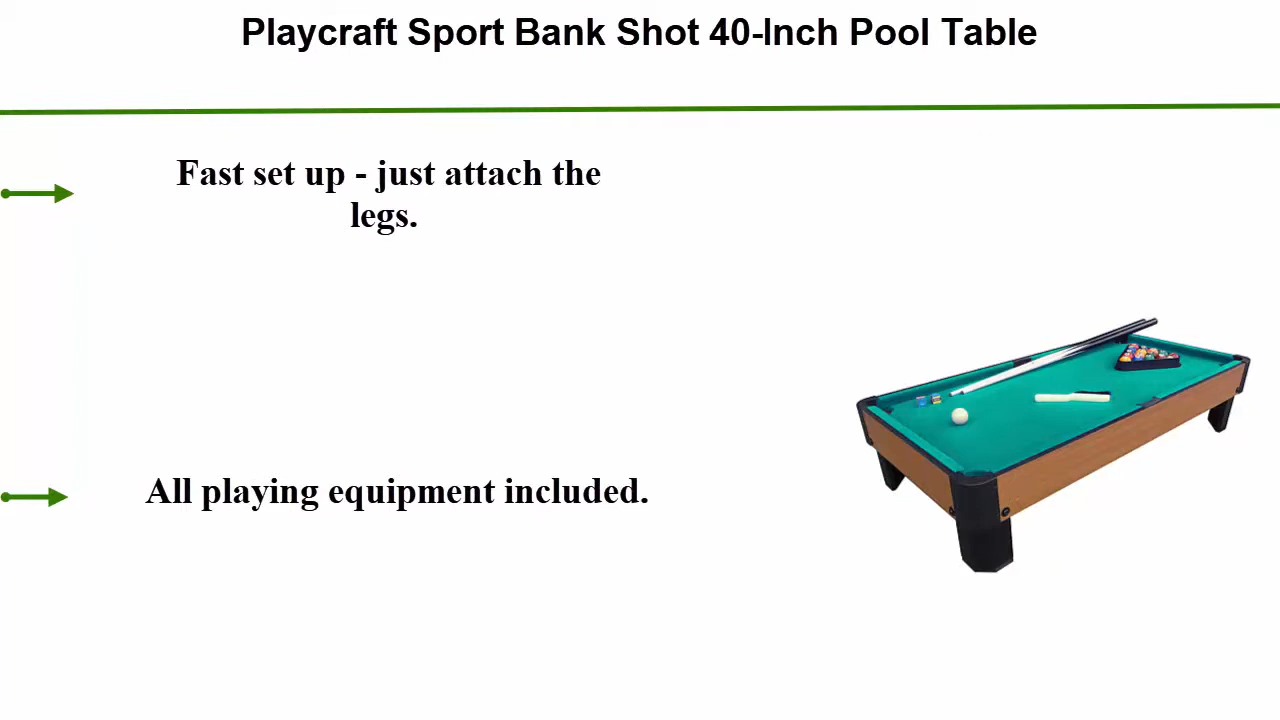 Playcraft Sport Bank Shot 40-Inch Pool Table
Fast set up - just attach the
legs.
All playing equipment included.